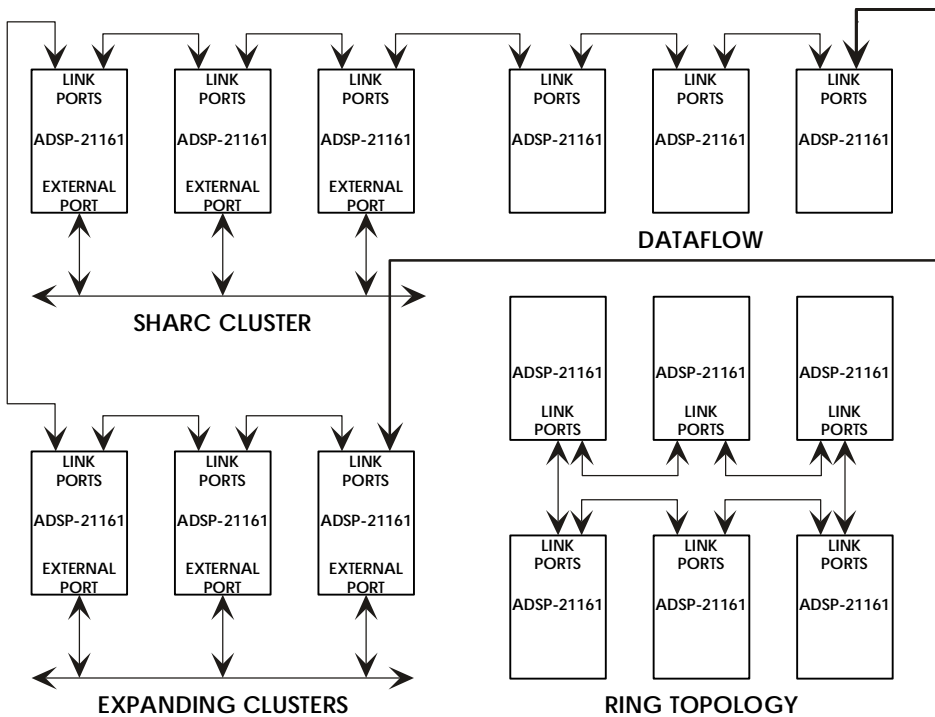 LINK
PORTS
ADSP-21161
EXTERNAL
PORT
LINK
PORTS
ADSP-21161
EXTERNAL
PORT
LINK
PORTS
ADSP-21161
EXTERNAL
PORT
SHARC CLUSTER
LINK
PORTS
ADSP-21161
LINK
PORTS
ADSP-21161
LINK
PORTS
ADSP-21161
DATAFLOW
LINK
PORTS
ADSP-21161
EXTERNAL
PORT
LINK
PORTS
ADSP-21161
EXTERNAL
PORT
LINK
PORTS
ADSP-21161
EXTERNAL
PORT
EXPANDING CLUSTERS
ADSP-21161
LINK
PORTS
ADSP-21161
LINK
PORTS
ADSP-21161
LINK
PORTS
LINK
PORTS
ADSP-21161
LINK
PORTS
ADSP-21161
LINK
PORTS
ADSP-21161
RING TOPOLOGY